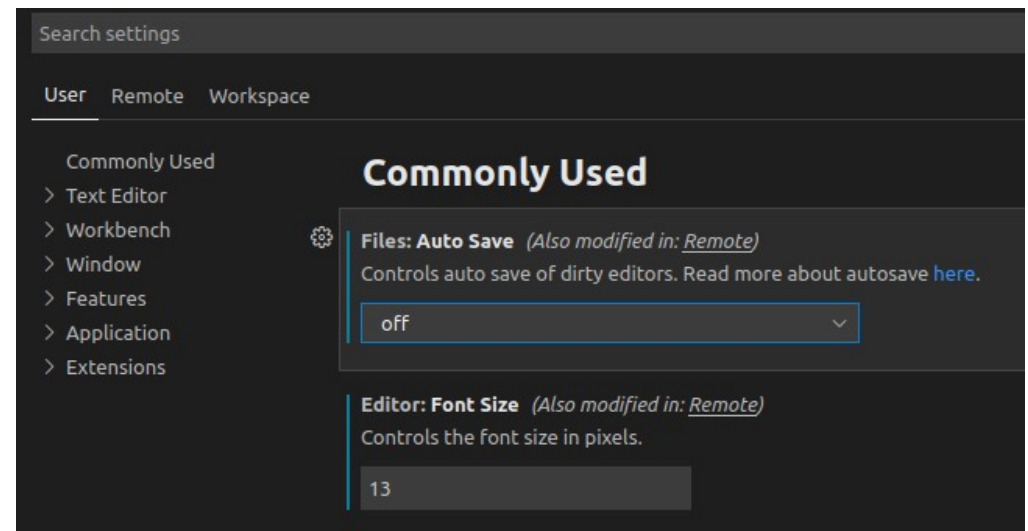 Search settings
User Remote Workspace
Commonly Used
Text Editor
Workbench
Window
Features
Application
Extensions
Commonly Used
Files: Auto Save (Also modified in: Remote)
Controls auto save of dirty editors. Read more about autosave here.
off
Editor: Font Size (Also modified in: Remote)
Controls the font size in pixels.
13